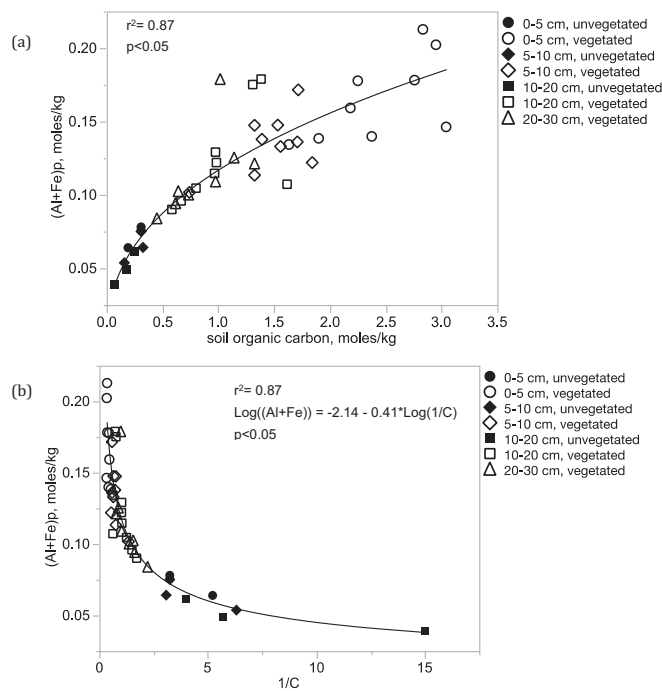 (a)
r²= 0.87
p<0.05
0-5 cm, unvegetated
0-5 cm, vegetated
5-10 cm, unvegetated
5-10 cm, vegetated
10-20 cm, unvegetated
10-20 cm, vegetated
20-30 cm, vegetated
(Al+Fe)p, moles/kg
0.20
0.15
0.10
0.05
0.0 0.5 1.0 1.5 2.0 2.5 3.0 3.5
soil organic carbon, moles/kg
(b)
r²= 0.87
Log((Al+Fe)) = -2.14 - 0.41*Log(1/C)
p<0.05
0-5 cm, unvegetated
0-5 cm, vegetated
5-10 cm, unvegetated
5-10 cm, vegetated
10-20 cm, unvegetated
10-20 cm, vegetated
20-30 cm, vegetated
(Al+Fe)p, moles/kg
0.20
0.15
0.10
0.05
0 5 10 15
1/C